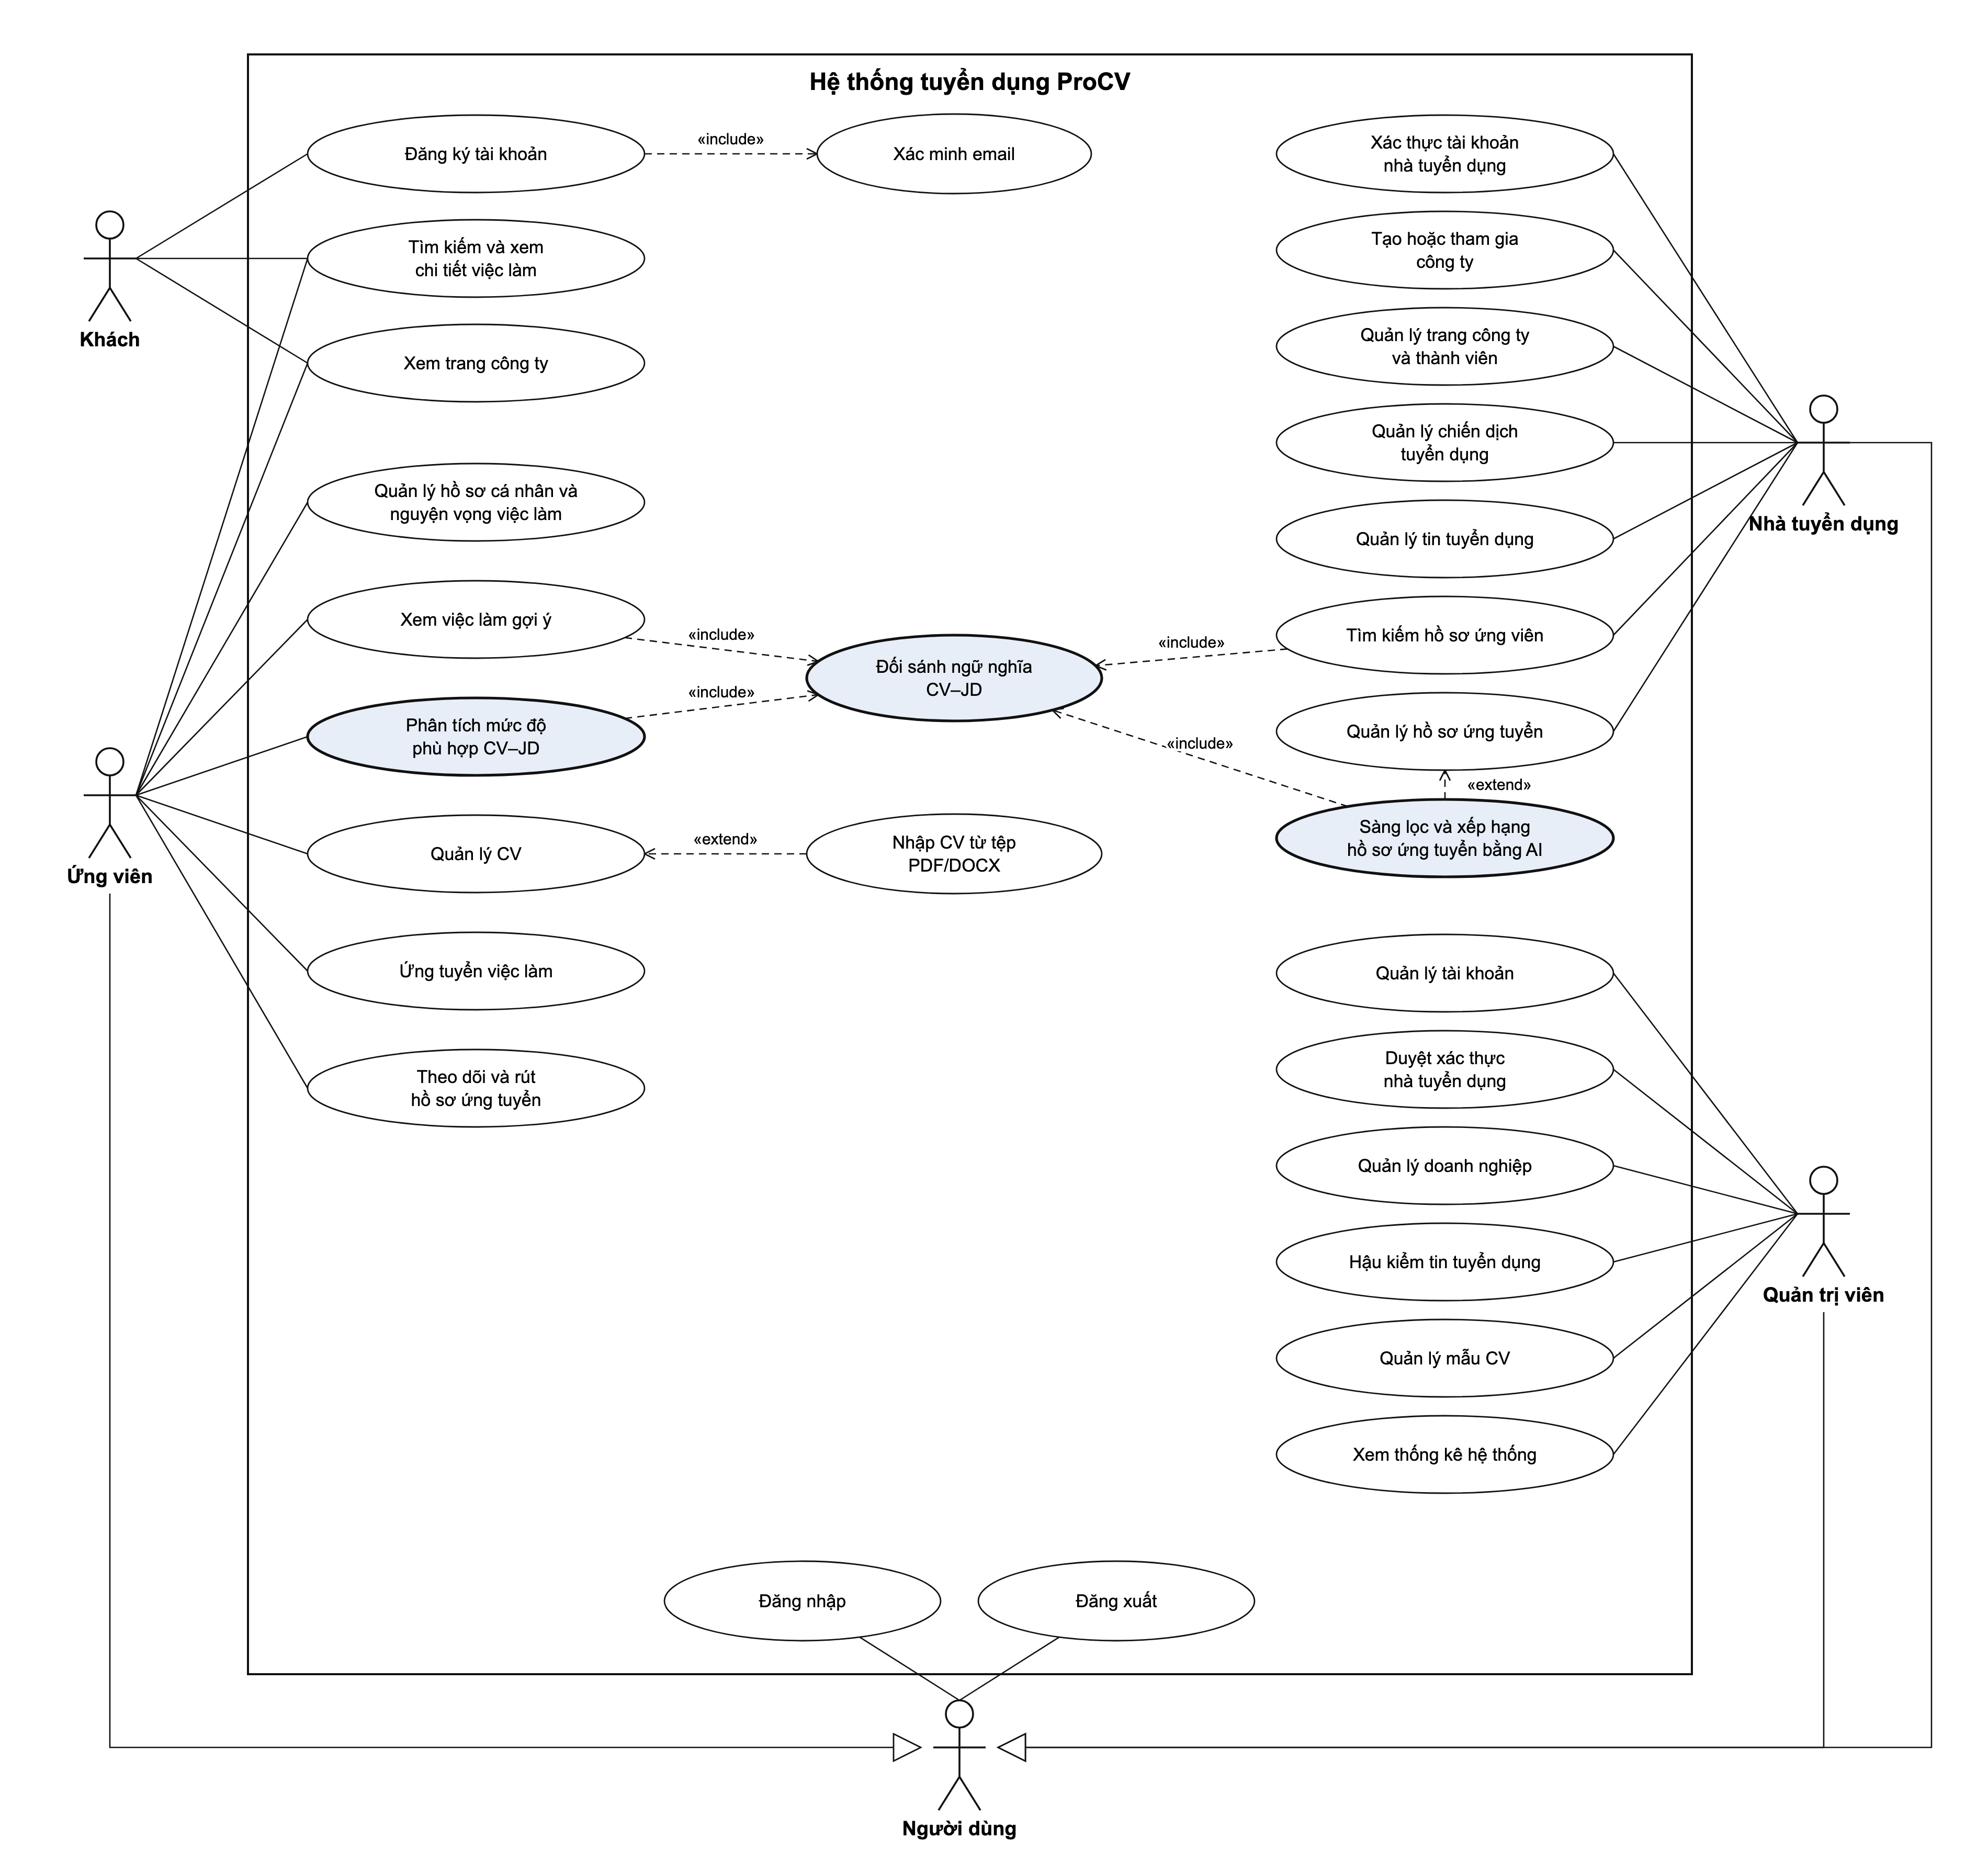 Hệ thống tuyển dụng ProCV
Đăng ký tài khoản
«include»
Xác minh email
Xác thực tài khoản
nhà tuyển dụng
Khách
Tìm kiếm và xem
chi tiết việc làm
Tạo hoặc tham gia
công ty
Xem trang công ty
Quản lý trang công ty
và thành viên
Quản lý chiến dịch
tuyển dụng
Nhà tuyển dụng
Quản lý hồ sơ cá nhân và
nguyện vọng việc làm
Quản lý tin tuyển dụng
Xem việc làm gợi ý
«include»
Đối sánh ngữ nghĩa
CV–JD
«include»
Tìm kiếm hồ sơ ứng viên
Phân tích mức độ
phù hợp CV–JD
«include»
«include»
Quản lý hồ sơ ứng tuyển
«extend»
Sàng lọc và xếp hạng
hồ sơ ứng tuyển bằng AI
Ứng viên
Quản lý CV
«extend»
Nhập CV từ tệp
PDF/DOCX
Ứng tuyển việc làm
Theo dõi và rút
hồ sơ ứng tuyển
Quản lý tài khoản
Duyệt xác thực
nhà tuyển dụng
Quản lý doanh nghiệp
Hậu kiểm tin tuyển dụng
Quản trị viên
Quản lý mẫu CV
Xem thống kê hệ thống
Đăng nhập
Đăng xuất
Người dùng